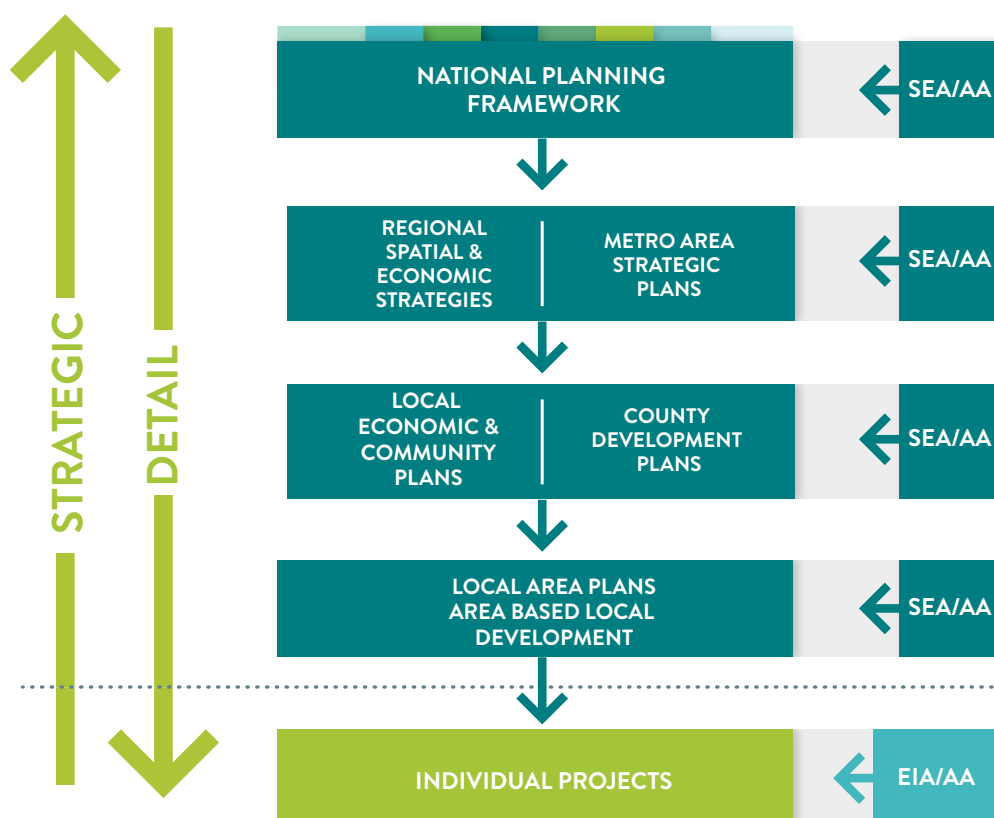 STRATEGIC
DETAIL
NATIONAL PLANNING
FRAMEWORK
SEA/AA
REGIONAL
SPATIAL &
ECONOMIC
STRATEGIES
METRO AREA
STRATEGIC
PLANS
SEA/AA
LOCAL
ECONOMIC &
COMMUNITY
PLANS
COUNTY
DEVELOPMENT
PLANS
SEA/AA
LOCAL AREA PLANS
AREA BASED LOCAL
DEVELOPMENT
SEA/AA
INDIVIDUAL PROJECTS
EIA/AA